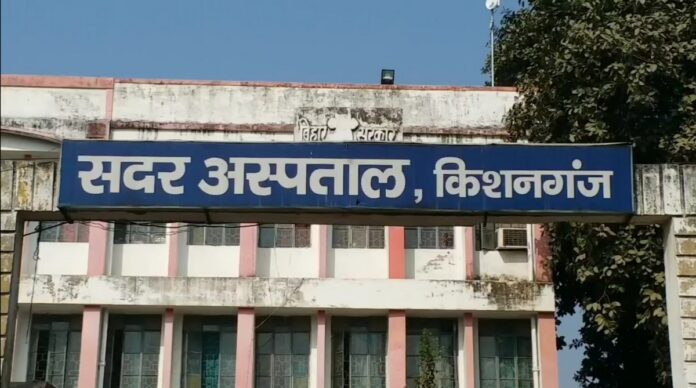 बिहार सरकार
सदर अस्पताल, किशनगंज